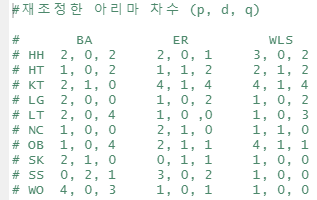 #재조정한 아리마 차수 (p, d, q)
# BA ER WLS
# HH 2, 0, 2 2, 0, 1 3, 0, 2
# HT 1, 0, 2 1, 1, 2 2, 1, 2
# KT 2, 1, 0 4, 1, 4 4, 1, 4
# LG 2, 0, 0 1, 0, 2 1, 0, 2
# LT 2, 0, 4 1, 0 ,0 1, 0, 3
# NC 1, 0, 0 2, 1, 0 1, 1, 0
# OB 1, 0, 4 2, 1, 1 4, 1, 1
# SK 2, 1, 0 0, 1, 1 1, 0, 0
# SS 0, 2, 1 3, 0, 2 1, 0, 0
# WO 4, 0, 3 1, 0, 1 1, 0, 0